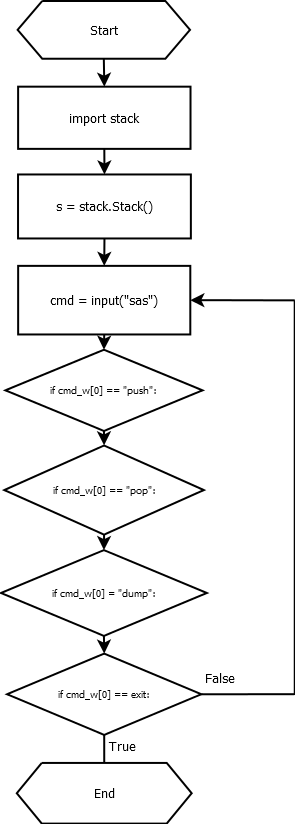 Start
import stack
s = stack.Stack()
cmd = input("sas")
if cmd_w[0] == "push":
if cmd_w[0] == "pop":
if cmd_w[0] = "dump":
if cmd_w[0] == exit:
False
True
End